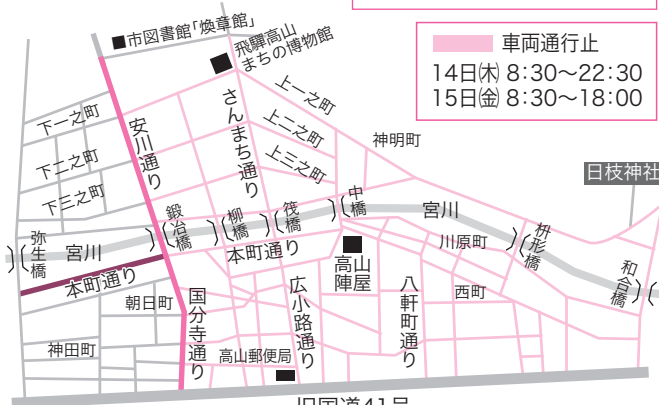 市図書館「煥章館」
飛騨高山
まちの博物館
車両通行止
14日㈭ 8:30〜22:30
15日㈮ 8:30〜18:00
上一之町
上二之町
上三之町
神明町
日枝神社
下一之町
下二之町
下三之町
安川通り
さんまち通り
鍛冶橋
柳橋
筏橋
中橋
宮川
弥生橋
宮川
本町通り
本町通り
川原町
枡形橋
和合橋
高山
陣屋
朝日町
国分寺通り
広小路通り
八軒町通り
西町
神田町
高山郵便局
旧国道41号